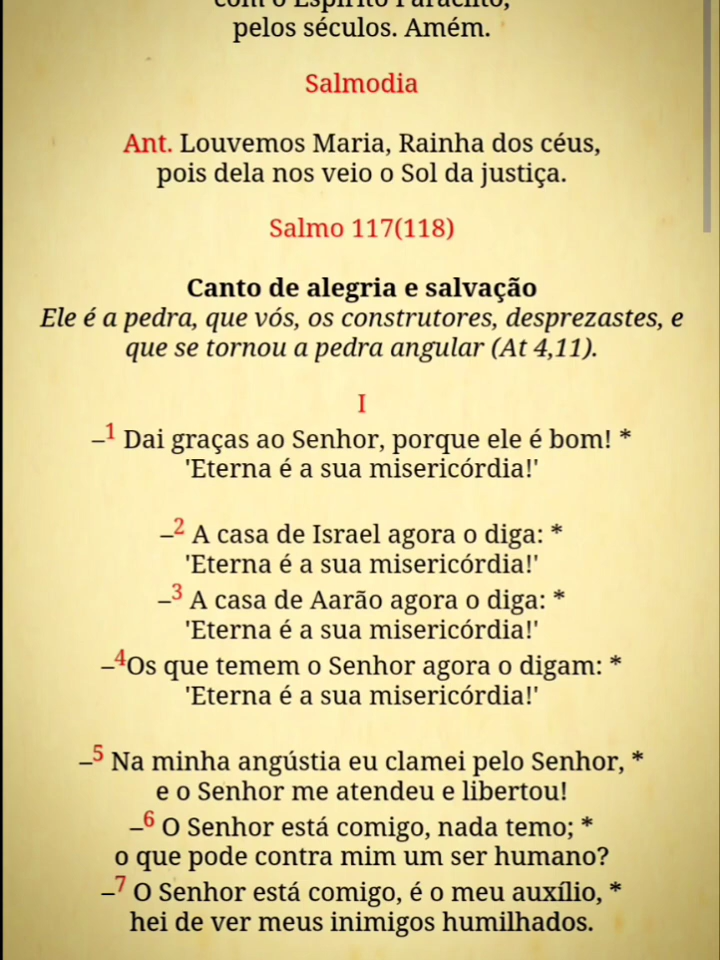 com o Espírito Paráclito,
pelos séculos. Amém.
Salmodia
Ant. Louvemos Maria, Rainha dos céus,
pois dela nos veio o Sol da justiça.
Salmo 117(118)
Canto de alegria e salvação
Ele é a pedra, que vós, os construtores, desprezastes, e
que se tornou a pedra angular (At 4,11).
I
–1 Dai graças ao Senhor, porque ele é bom! *
'Eterna é a sua misericórdia!'
–2 A casa de Israel agora o diga: *
'Eterna é a sua misericórdia!'
–3 A casa de Aarão agora o diga: *
'Eterna é a sua misericórdia!'
–4Os que temem o Senhor agora o digam: *
'Eterna é a sua misericórdia!'
–5 Na minha angústia eu clamei pelo Senhor, *
e o Senhor me atendeu e libertou!
–6 O Senhor está comigo, nada temo; *
o que pode contra mim um ser humano?
–7 O Senhor está comigo, é o meu auxílio, *
hei de ver meus inimigos humilhados.